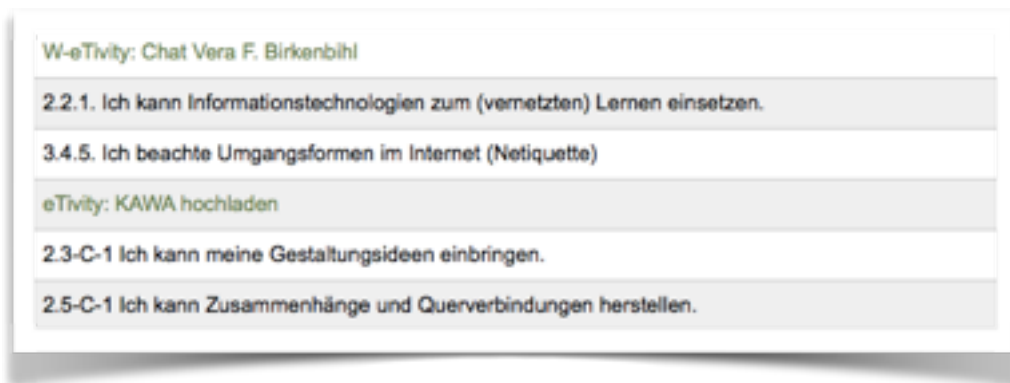 W-eTivity: Chat Vera F. Birkenbihl
2.2.1. Ich kann Informationstechnologien zum (vernetzten) Lernen einsetzen.
3.4.5. Ich beachte Umgangsformen im Internet (Netiquette)
eTivity: KAWA hochladen
2.3-C-1 Ich kann meine Gestaltungsideen einbringen.
2.5-C-1 Ich kann Zusammenhänge und Querverbindungen herstellen.